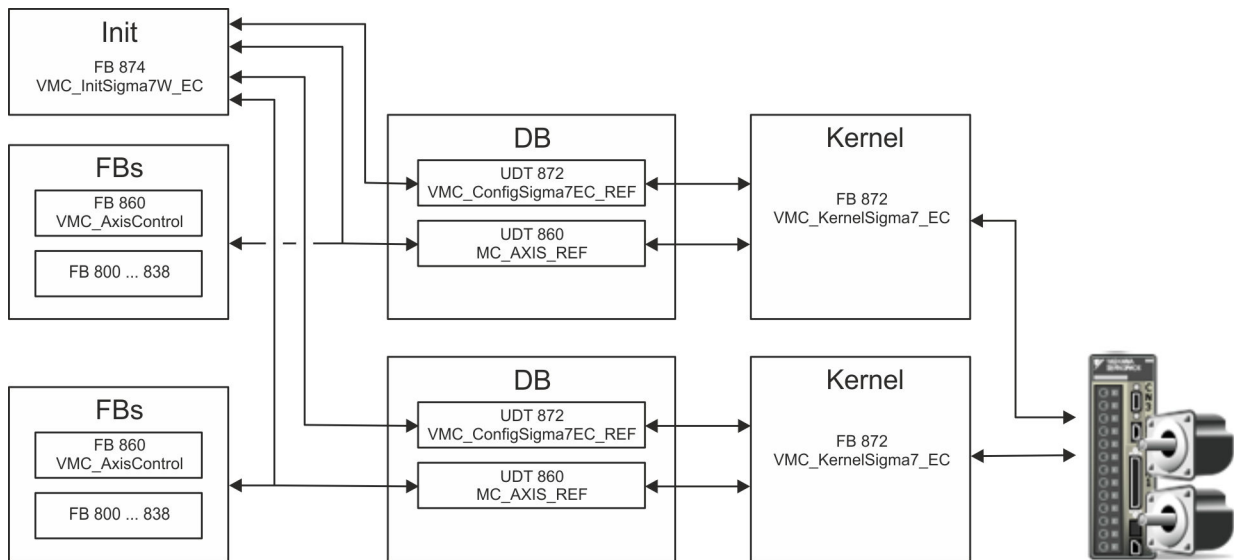 Init
FB 874
VMC_InitSigma7W_EC
FBs
FB 860
VMC_AxisControl
FB 800 ... 838
DB
UDT 872
VMC_ConfigSigma7EC_REF
UDT 860
MC_AXIS_REF
Kernel
FB 872
VMC_KernelSigma7_EC
FBs
FB 860
VMC_AxisControl
FB 800 ... 838
DB
UDT 872
VMC_ConfigSigma7EC_REF
UDT 860
MC_AXIS_REF
Kernel
FB 872
VMC_KernelSigma7_EC